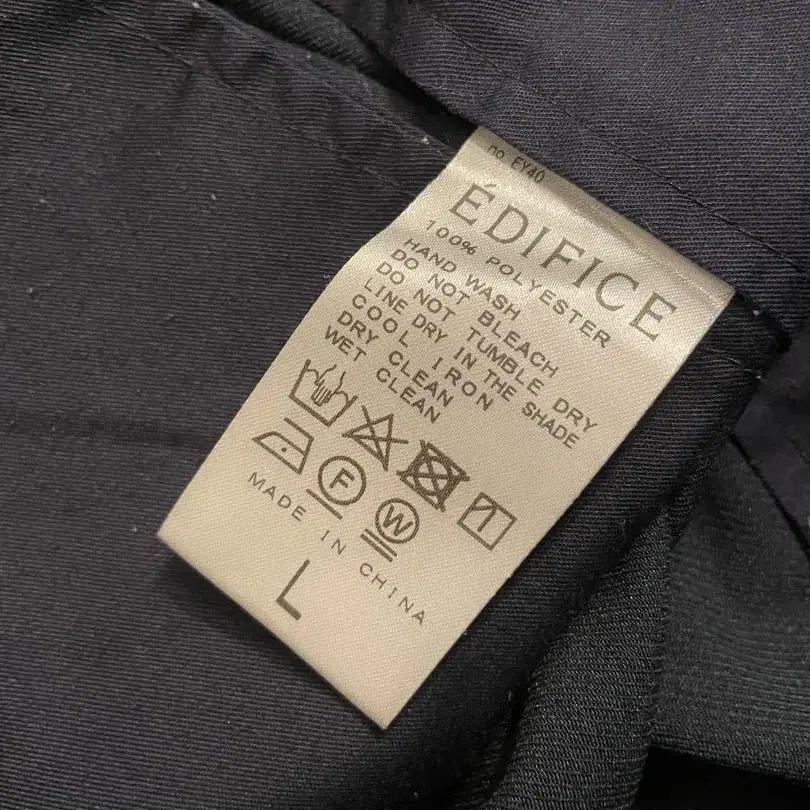 no EY40
ÉDIFICE
100% POLYESTER
HAND WASH
DO NOT BLEACH
DO NOT TUMBLE DRY
LINE DRY IN THE SHADE
COOL IRON
DRY CLEAN
WET CLEAN
F
W
MADE IN CHINA
L